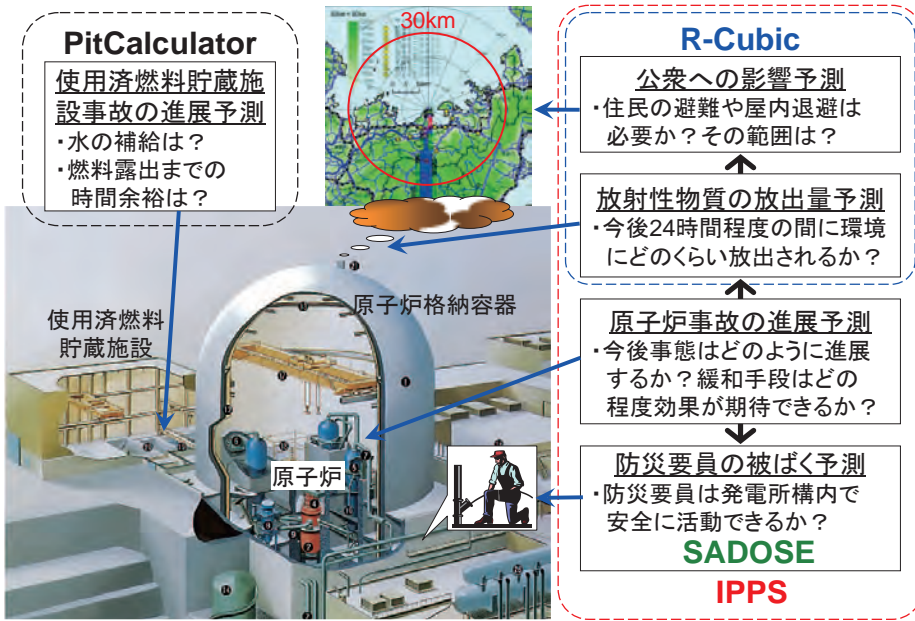 PitCalculator
使用済燃料貯蔵施
設事故の進展予測
・水の補給は？
・燃料露出までの
時間余裕は？
30km
R-Cubic
公衆への影響予測
・住民の避難や屋内退避は
必要か？その範囲は？
放射性物質の放出量予測
・今後24時間程度の間に環境
にどのくらい放出されるか？
原子炉事故の進展予測
・今後事態はどのように進展
するか？緩和手段はどの
程度効果が期待できるか？
防災要員の被ばく予測
・防災要員は発電所構内で
安全に活動できるか？
SADOSE
IPPS
原子炉格納容器
使用済燃料
貯蔵施設
原子炉